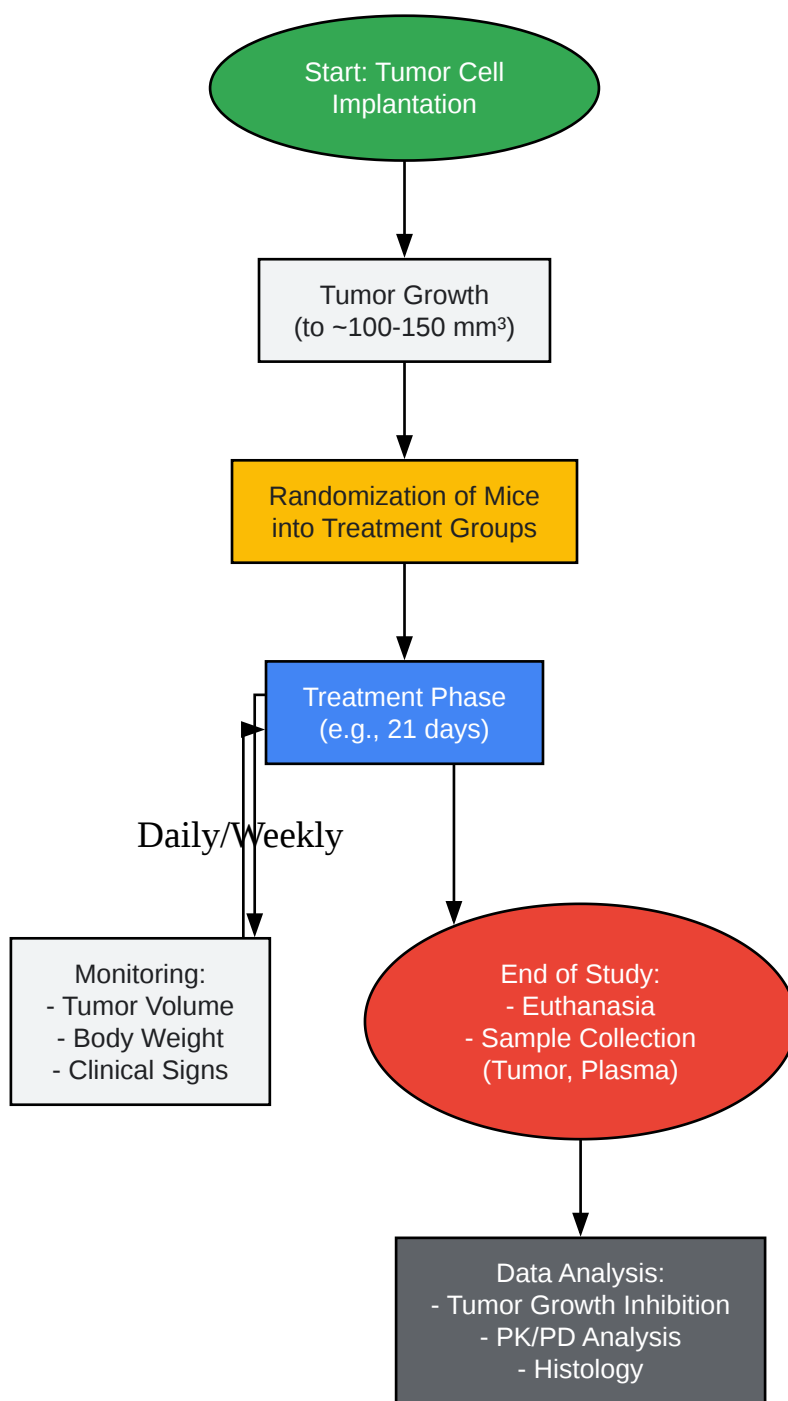 Start: Tumor Cell
Implantation
Tumor Growth
(to ~100-150 mm³)
Randomization of Mice
into Treatment Groups
Treatment Phase
(e.g., 21 days)
Daily/Weekly
Monitoring:
- Tumor Volume
- Body Weight
- Clinical Signs
End of Study:
- Euthanasia
- Sample Collection
(Tumor, Plasma)
Data Analysis:
- Tumor Growth Inhibition
- PK/PD Analysis
- Histology